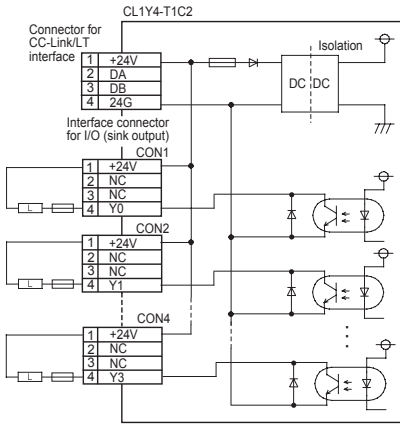 CL1Y4-T1C2
Connector for
CC-Link/LT
interface
1 +24V
2 DA
3 DB
4 24G
Isolation
DC DC
Interface connector
for I/O (sink output)
CON1
1 +24V
2 NC
3 NC
4 Y0
L
CON2
1 +24V
2 NC
3 NC
4 Y1
L
CON4
1 +24V
2 NC
3 NC
4 Y3
L